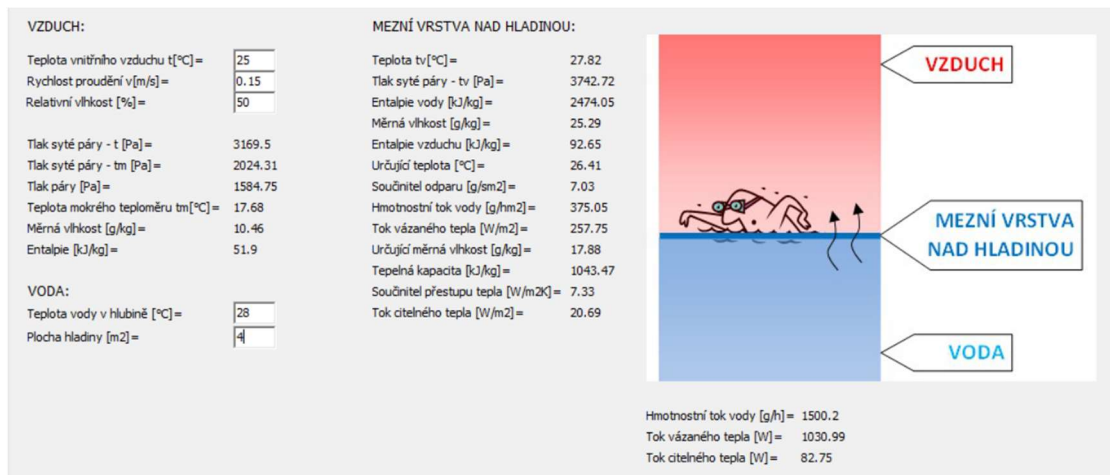 VZDUCH:
Teplota vnitřního vzduchu t[°C]= 25
Rychlost proudění v[m/s]= 0.15
Relativní vlhkost [%]= 50
Tlak syté páry - t [Pa]= 3169.5
Tlak syté páry - tm [Pa]= 2024.31
Tlak páry [Pa]= 1584.75
Teplota mokrého teploměru tm[°C]= 17.68
Měrná vlhkost [g/kg]= 10.46
Entalpie [kJ/kg]= 51.9
VODA:
Teplota vody v hlubině [°C]= 28
Plocha hladiny [m2]= 4
MEZNÍ VRSTVA NAD HLADINOU:
Teplota tv[°C]= 27.82
Tlak syté páry - tv [Pa]= 3742.72
Entalpie vody [kJ/kg]= 2474.05
Měrná vlhkost [g/kg]= 25.29
Entalpie vzduchu [kJ/kg]= 92.65
Určující teplota [°C]= 26.41
Součinitel odparu [g/sm2]= 7.03
Hmotnostní tok vody [g/hm2]= 375.05
Tok vázaného tepla [W/m2]= 257.75
Určující měrná vlhkost [g/kg]= 17.88
Tepelná kapacita [kJ/kg]= 1043.47
Součinitel přestupu tepla [W/m2K]= 7.33
Tok citelného tepla [W/m2]= 20.69
VZDUCH
MEZNÍ VRSTVA
NAD HLADINOU
VODA
Hmotnostní tok vody [g/h]= 1500.2
Tok vázaného tepla [W]= 1030.99
Tok citelného tepla [W]= 82.75